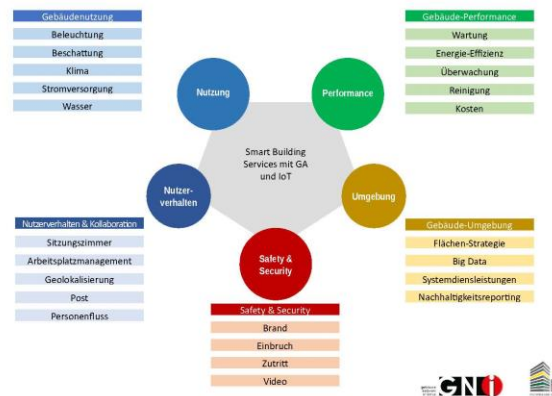 Gebäudenutzung
Beleuchtung
Beschattung
Klima
Stromversorgung
Wasser
Gebäude-Performance
Wartung
Energie-Effizienz
Überwachung
Reinigung
Kosten
Nutzung
Performance
Smart Building
Services mit GA
und IoT
Nutzer-
verhalten
Umgebung
Safety &
Security
Nutzerverhalten & Kollaboration
Sitzungszimmer
Arbeitsplatzmanagement
Geolokalisierung
Post
Personenfluss
Gebäude-Umgebung
Flächen-Strategie
Big Data
Systemdiensleistungen
Nachhaltigkeitsreporting
Safety & Security
Brand
Einbruch
Zutritt
Video
GNi